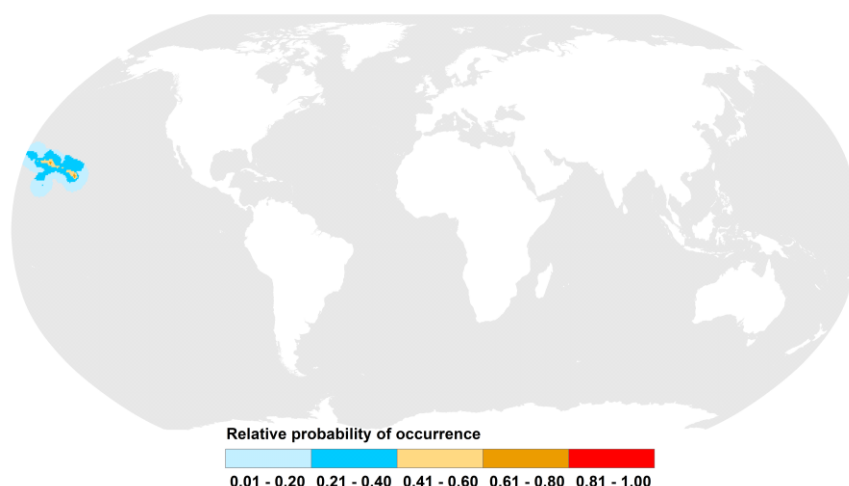 Relative probability of occurrence
0.01 - 0.20 0.21 - 0.40 0.41 - 0.60 0.61 - 0.80 0.81 - 1.00